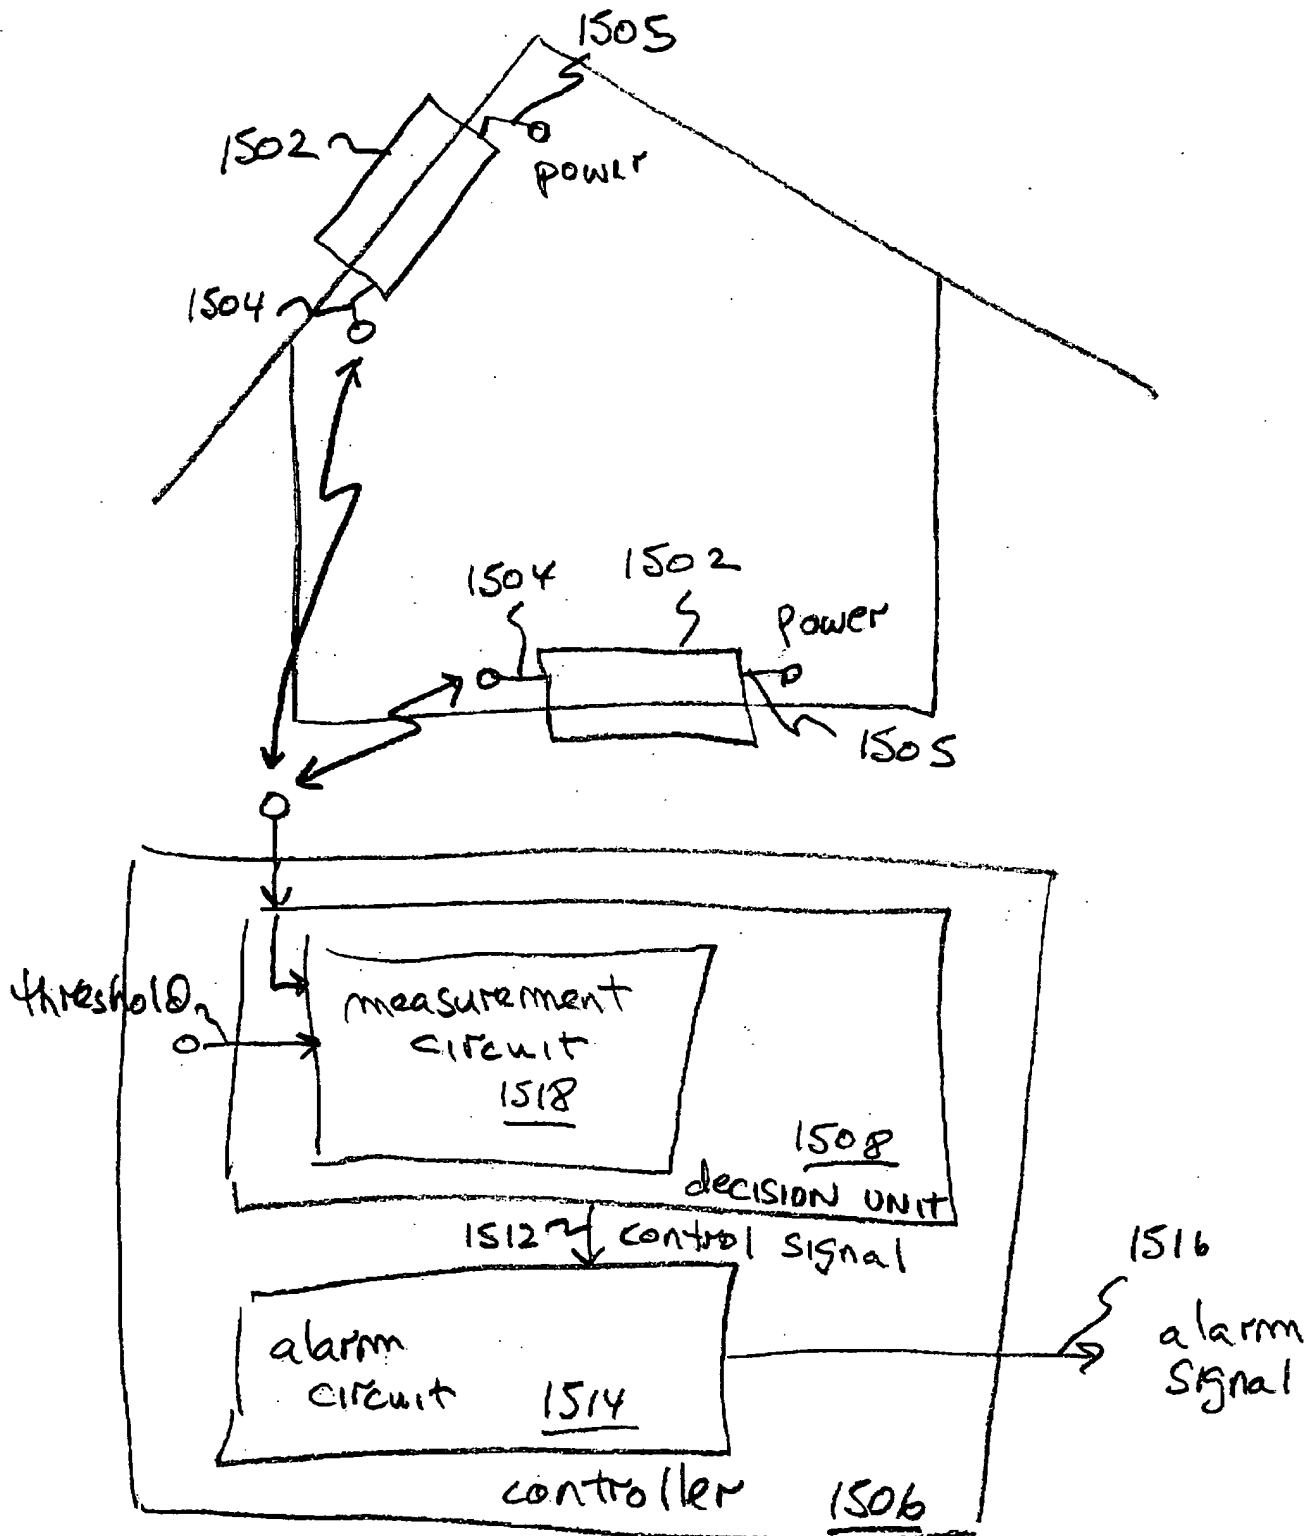 1505
1502
power
1504
1504
1502
power
1505
threshold
measurement
circuit
1518
1508
decision unit
1512
control signal
1516
alarm
signal
alarm
circuit
1514
controller
1506